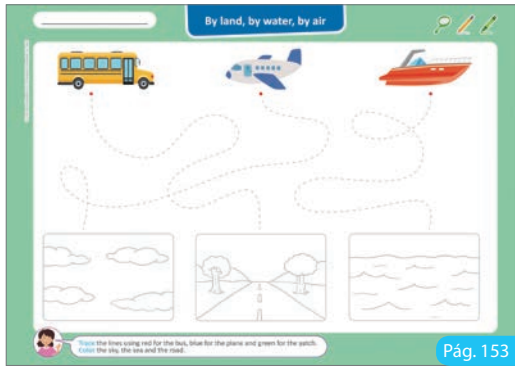 By land, by water, by air
Trace the lines using red for the bus, blue for the plane and green for the yatch.
Color the sky, the sea and the road.
Pág. 153